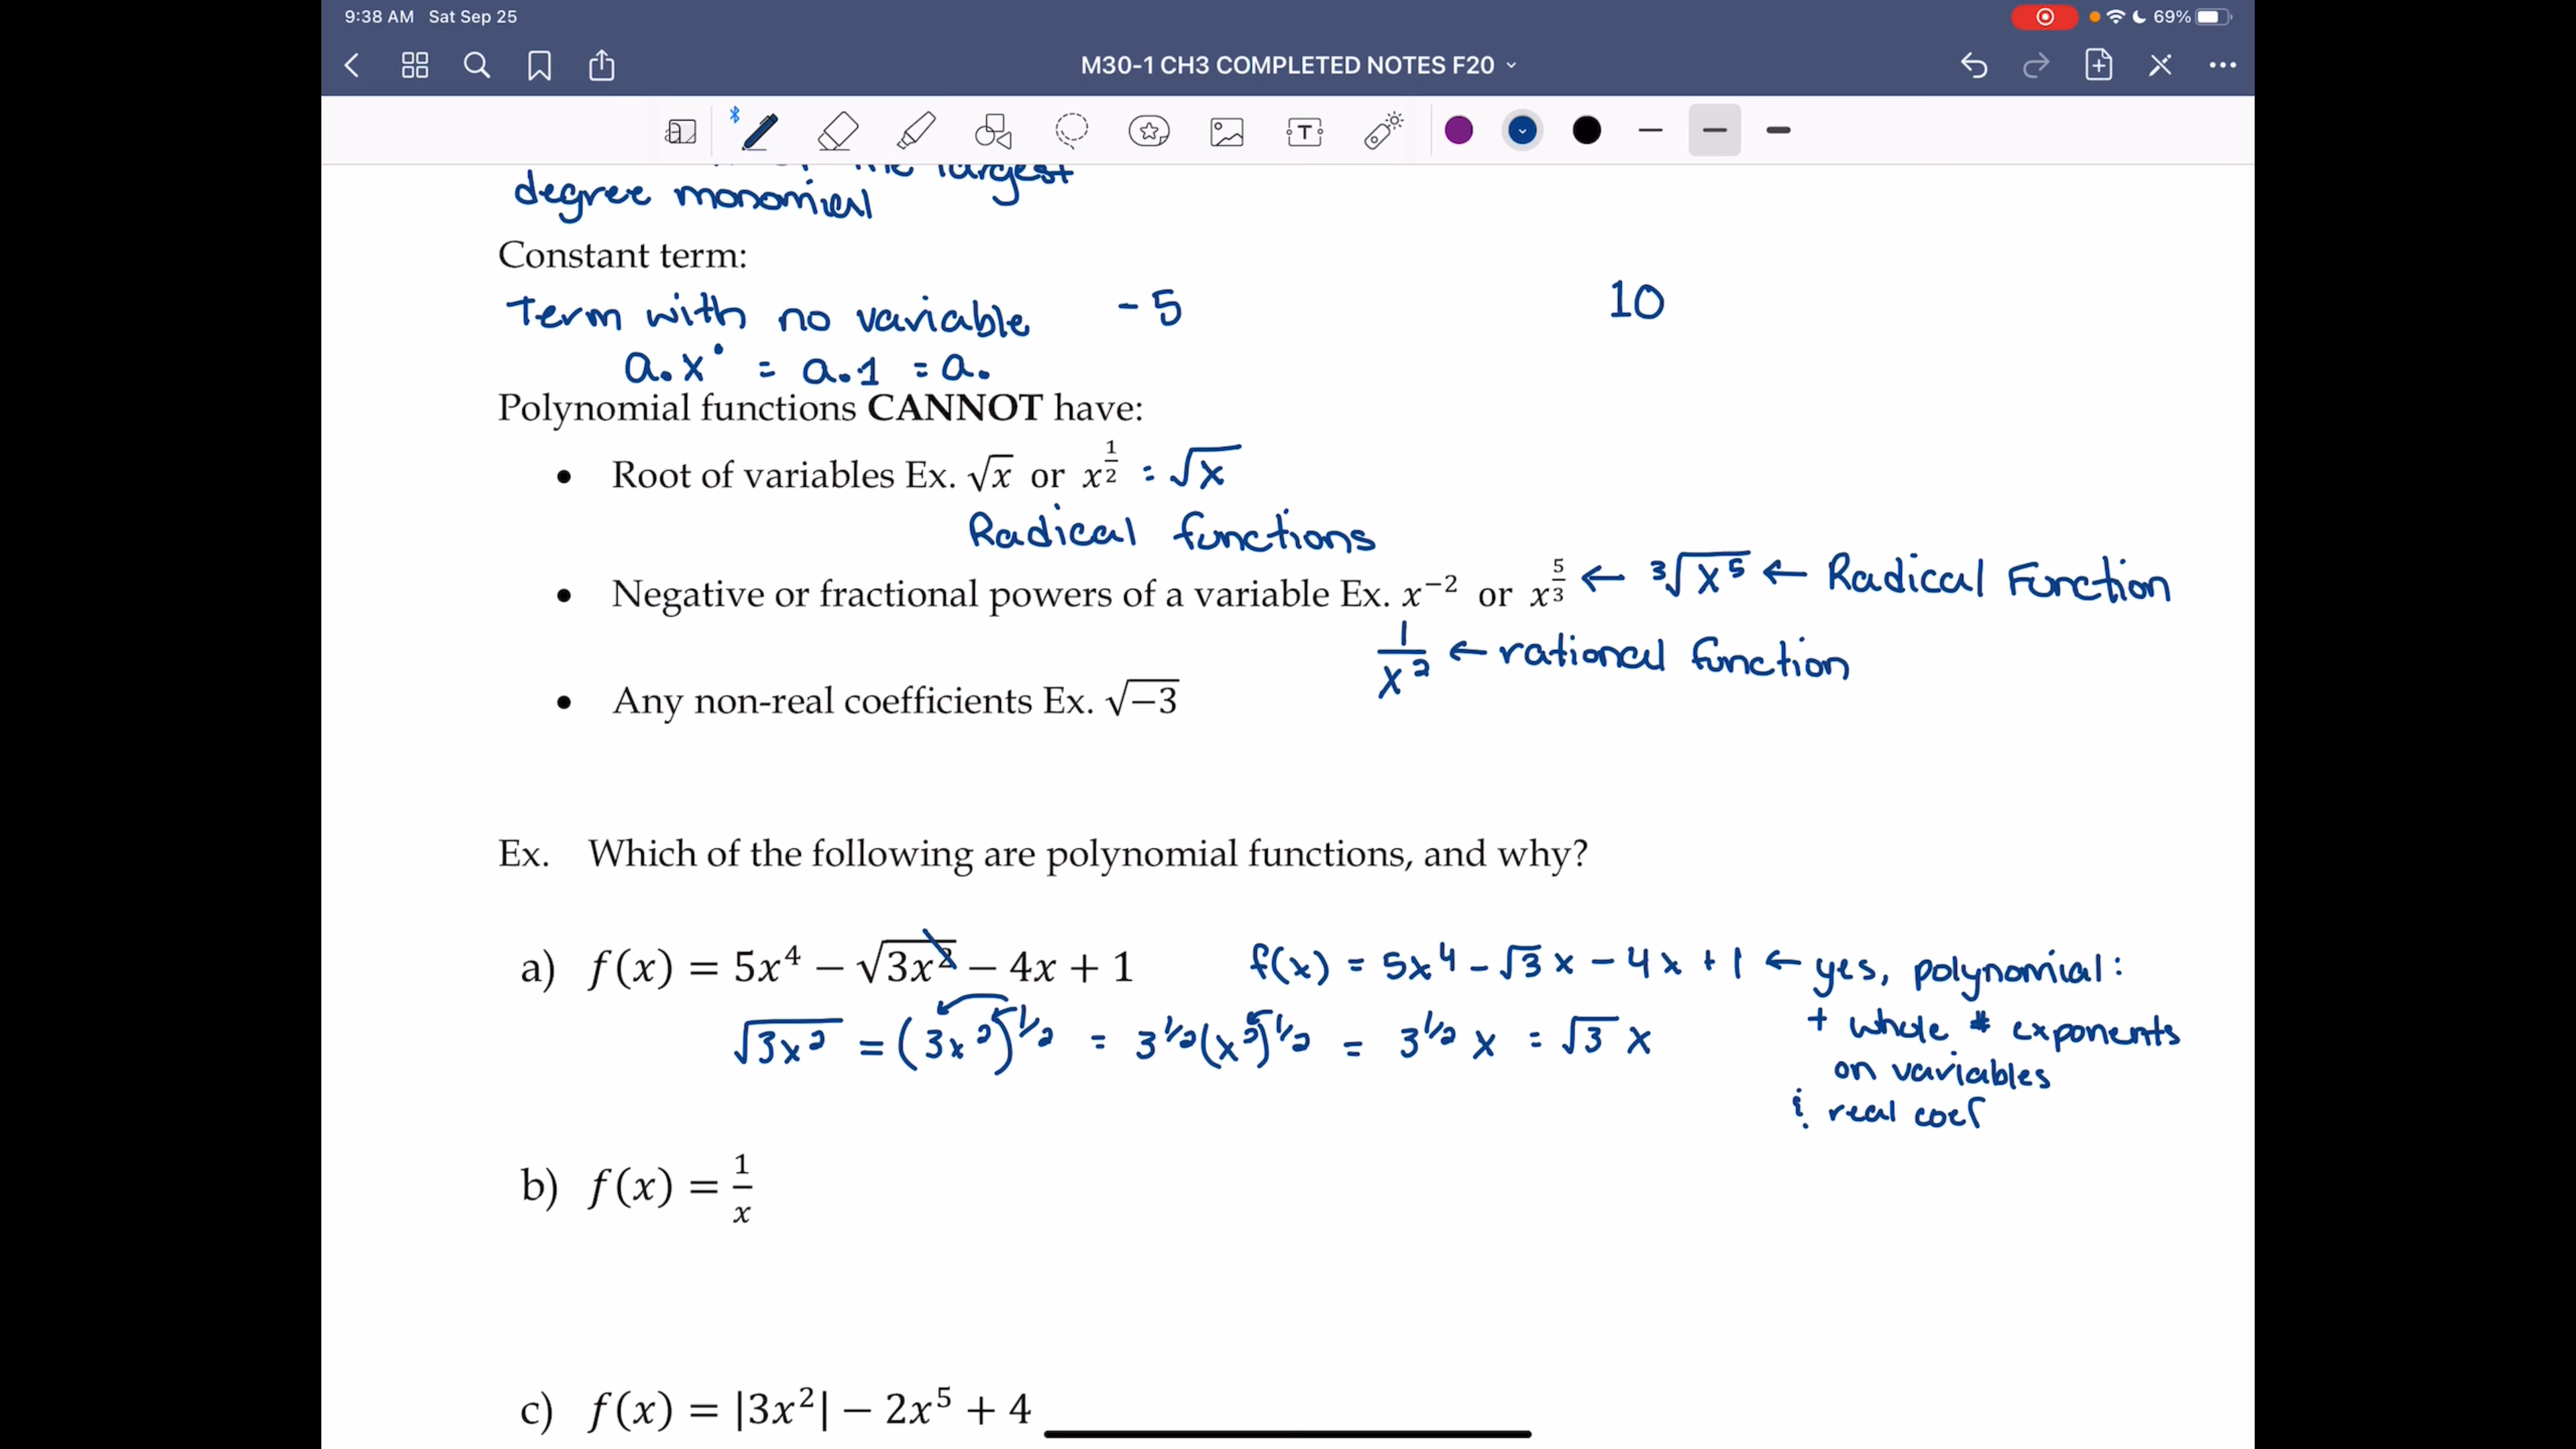 9:38 AM Sat Sep 25
69%
M30-1 CH3 COMPLETED NOTES F20
largest
degree monomial
Constant term:
Term with no variable -5 10
a₀x⁰ = a₀1 = a₀
Polynomial functions CANNOT have:
• Root of variables Ex. √x or x^(1/2) = √x
Radical functions
• Negative or fractional powers of a variable Ex. x⁻² or x^(5/3) ← ³√x⁵ ← Radical Function
1/x² ← rational function
• Any non-real coefficients Ex. √−3
Ex. Which of the following are polynomial functions, and why?
a) f(x) = 5x⁴ − √3x² − 4x + 1 f(x) = 5x⁴ - √3 x - 4x + 1 ← yes, polynomial:
√3x² = (3x²)^1/2 = 3^1/2(x²)^1/2 = 3^1/2 x = √3 x
+ whole # exponents
on variables
& real coef
b) f(x) = 1/x
c) f(x) = |3x²| − 2x⁵ + 4